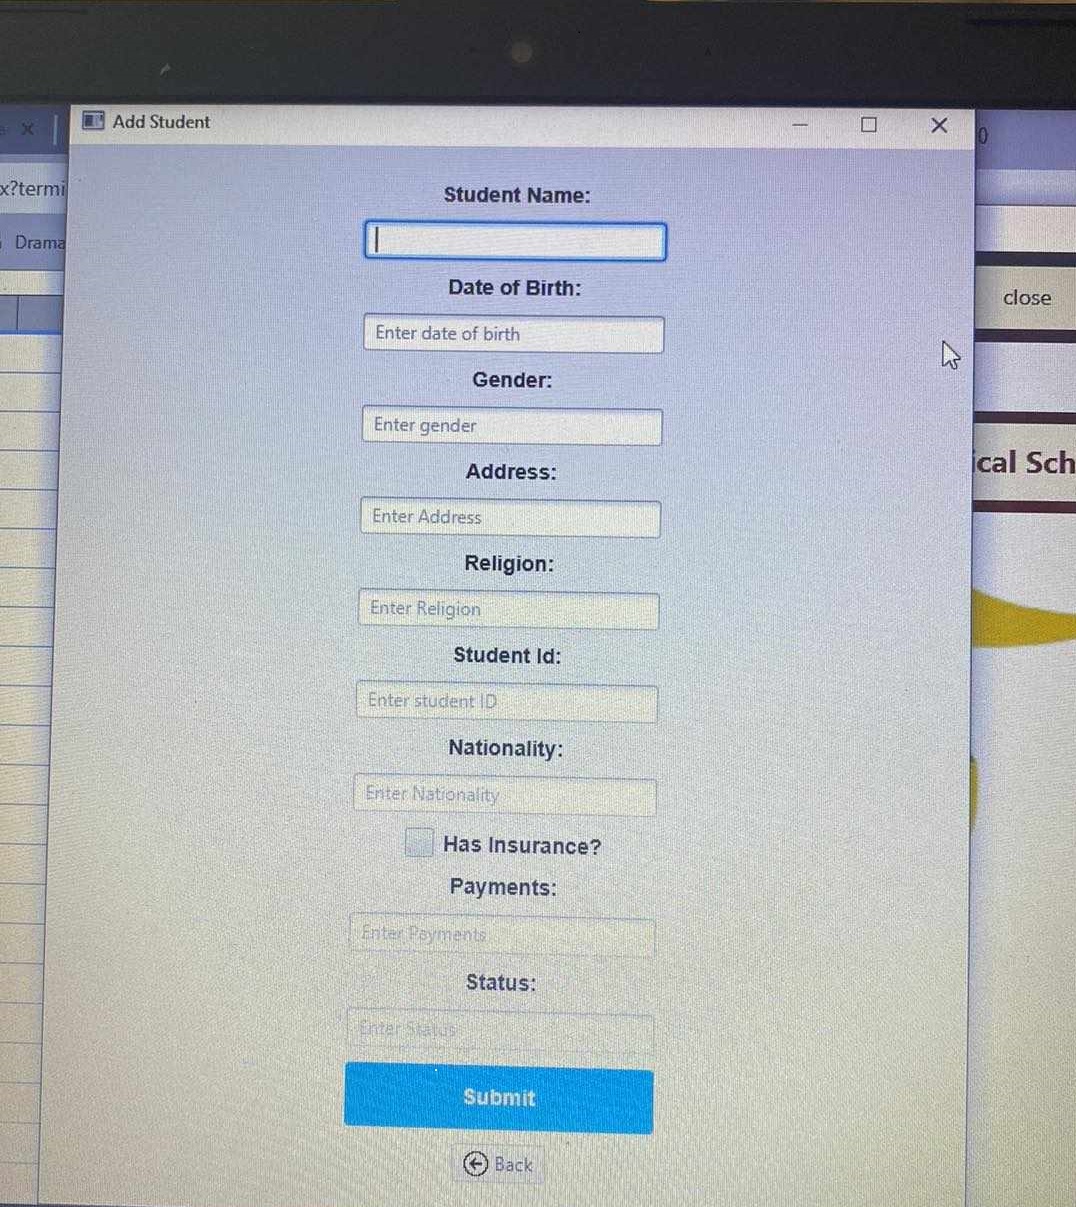 Add Student
x?termi
Drama
close
ical Sch
Student Name:
Date of Birth:
Enter date of birth
Gender:
Enter gender
Address:
Enter Address
Religion:
Enter Religion
Student Id:
Enter student ID
Nationality:
Enter Nationality
Has Insurance?
Payments:
Enter Payments
Status:
Enter Status
Submit
Back